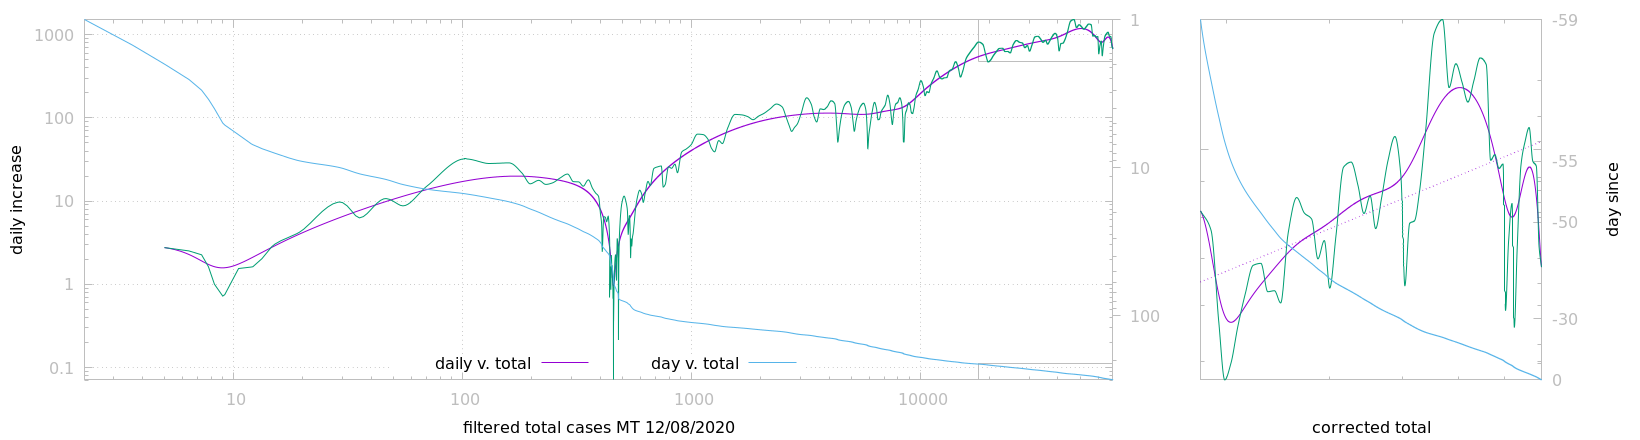 daily increase
1000
100
10
1
0.1
daily v. total
day v. total
10
100
1000
10000
filtered total cases MT 12/08/2020
1
10
100
-59
-55
-50
-30
0
day since
corrected total